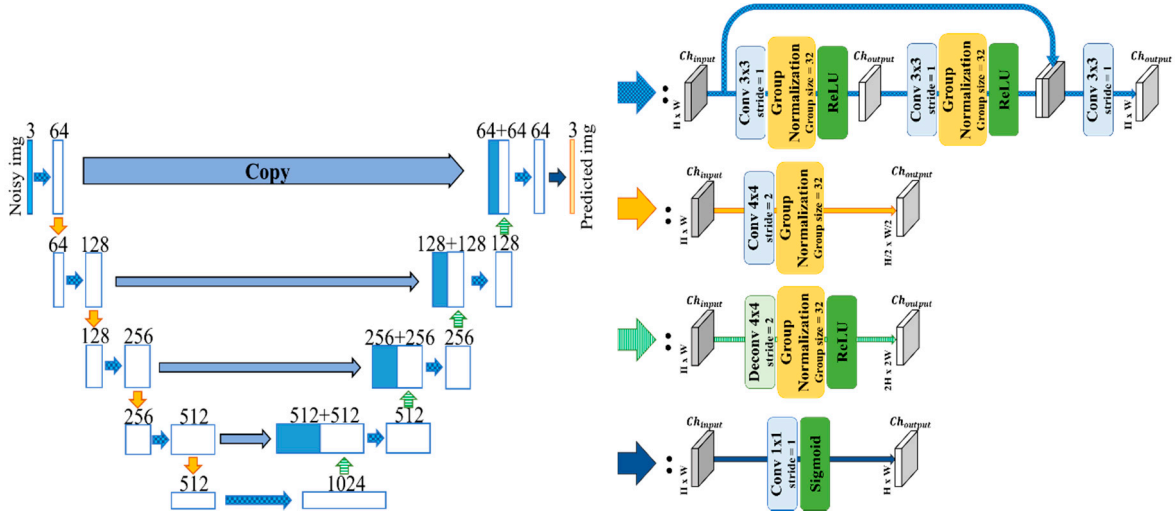 3 64
64+64 64 3
Noisy img
Copy
Predicted img
64 128
128+128 128
128 256
256+256 256
256 512
512+512 512
512
1024
Ch_input
H x W
Conv 3x3
stride = 1
Group
Normalization
Group size = 32
ReLU
Ch_output
Conv 3x3
stride = 1
Group
Normalization
Group size = 32
ReLU
Conv 3x3
stride = 1
Ch_output
H x W
Ch_input
H x W
Conv 4x4
stride = 2
Group
Normalization
Group size = 32
Ch_output
H/2 x W/2
Ch_input
H x W
Deconv 4x4
stride = 2
Group
Normalization
Group size = 32
ReLU
Ch_output
2H x 2W
Ch_input
H x W
Conv 1x1
stride = 1
Sigmoid
Ch_output
H x W